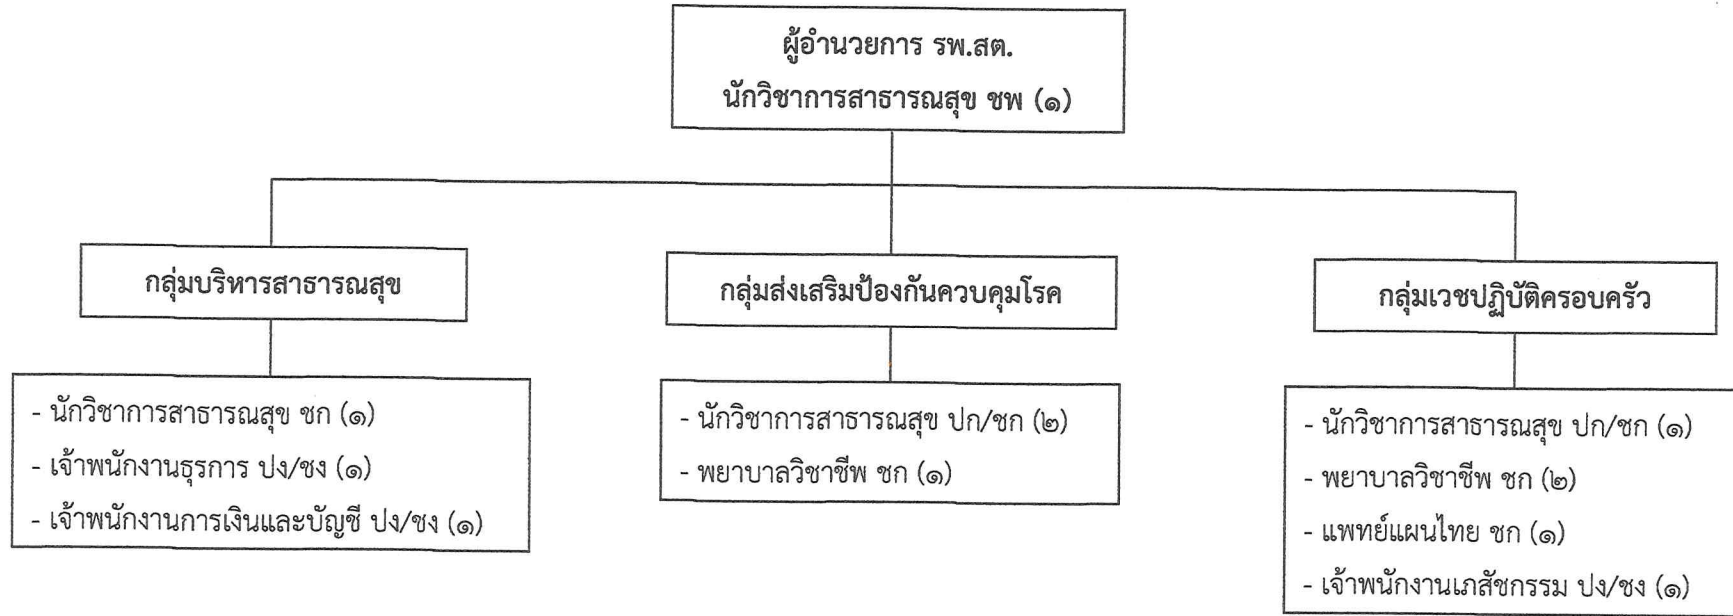 ผู้อำนวยการ รพ.สต.
นักวิชาการสาธารณสุข ชพ (๑)
กลุ่มบริหารสาธารณสุข
- นักวิชาการสาธารณสุข ชก (๑)
- เจ้าพนักงานธุรการ ปง/ชง (๑)
- เจ้าพนักงานการเงินและบัญชี ปง/ชง (๑)
กลุ่มส่งเสริมป้องกันควบคุมโรค
- นักวิชาการสาธารณสุข ปก/ชก (๒)
- พยาบาลวิชาชีพ ชก (๑)
กลุ่มเวชปฏิบัติครอบครัว
- นักวิชาการสาธารณสุข ปก/ชก (๑)
- พยาบาลวิชาชีพ ชก (๒)
- แพทย์แผนไทย ชก (๑)
- เจ้าพนักงานเภสัชกรรม ปง/ชง (๑)